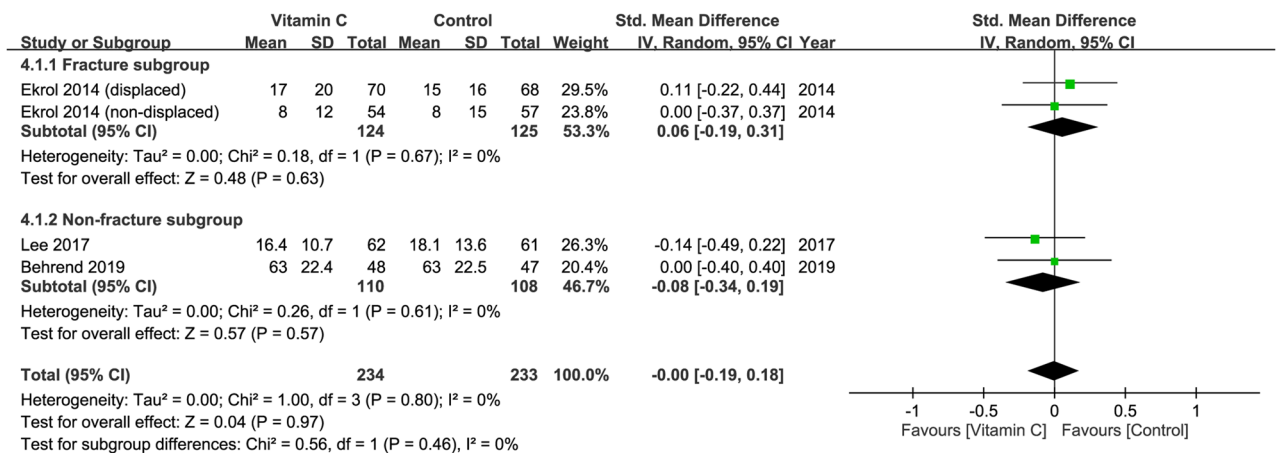 Vitamin C Control Std. Mean Difference Std. Mean Difference
Study or Subgroup Mean SD Total Mean SD Total Weight IV, Random, 95% CI Year IV, Random, 95% CI
4.1.1 Fracture subgroup
Ekrol 2014 (displaced) 17 20 70 15 16 68 29.5% 0.11 [-0.22, 0.44] 2014
Ekrol 2014 (non-displaced) 8 12 54 8 15 57 23.8% 0.00 [-0.37, 0.37] 2014
Subtotal (95% CI) 124 125 53.3% 0.06 [-0.19, 0.31]
Heterogeneity: Tau² = 0.00; Chi² = 0.18, df = 1 (P = 0.67); I² = 0%
Test for overall effect: Z = 0.48 (P = 0.63)
4.1.2 Non-fracture subgroup
Lee 2017 16.4 10.7 62 18.1 13.6 61 26.3% -0.14 [-0.49, 0.22] 2017
Behrend 2019 63 22.4 48 63 22.5 47 20.4% 0.00 [-0.40, 0.40] 2019
Subtotal (95% CI) 110 108 46.7% -0.08 [-0.34, 0.19]
Heterogeneity: Tau² = 0.00; Chi² = 0.26, df = 1 (P = 0.61); I² = 0%
Test for overall effect: Z = 0.57 (P = 0.57)
Total (95% CI) 234 233 100.0% -0.00 [-0.19, 0.18]
Heterogeneity: Tau² = 0.00; Chi² = 1.00, df = 3 (P = 0.80); I² = 0%
Test for overall effect: Z = 0.04 (P = 0.97)
Test for subgroup differences: Chi² = 0.56, df = 1 (P = 0.46), I² = 0%
-1 -0.5 0 0.5 1
Favours [Vitamin C] Favours [Control]